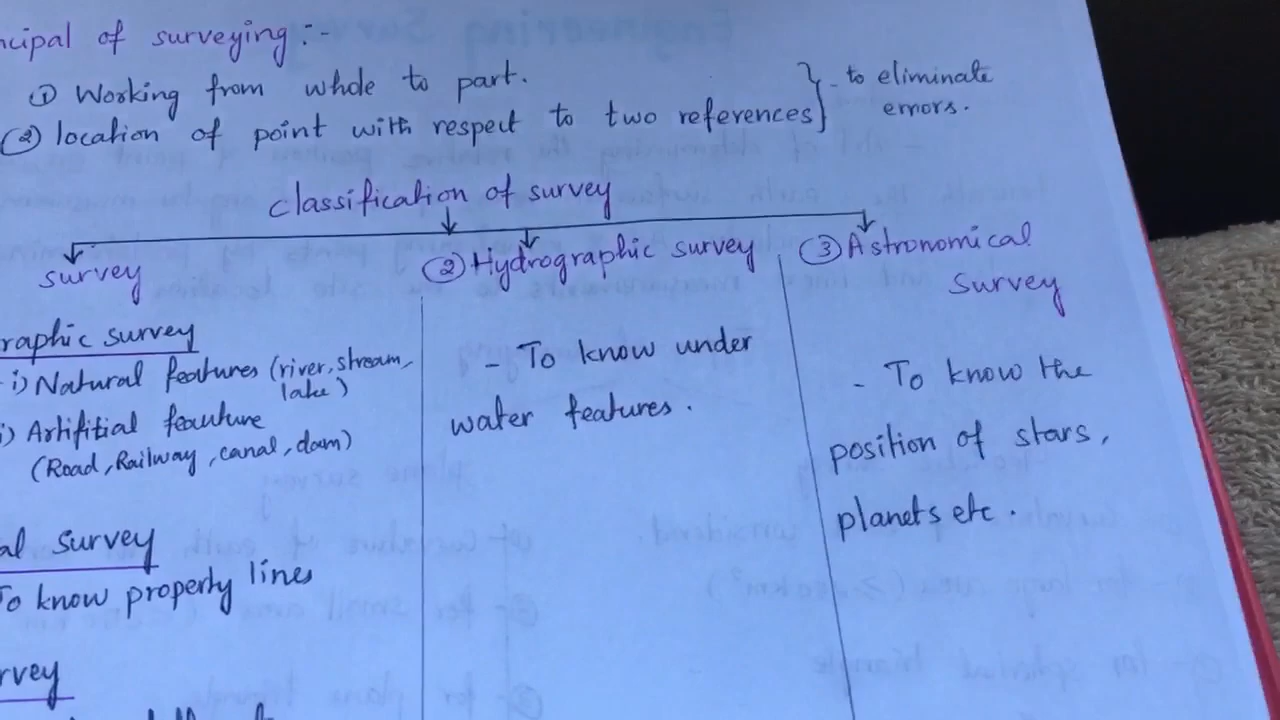 ncipal of surveying :-
① Working from whole to part.
② location of point with respect to two references} - to eliminate
errors.
classification of survey
survey
② Hydrographic survey
③ Astronomical
survey
raphic survey
i) Natural features (river, stream,
lake)
i) Artifitial feauture
(Road, Railway, canal, dam)
al survey
To know property lines
rvey
- To know under
water features.
- To know the
position of stars,
planets etc.